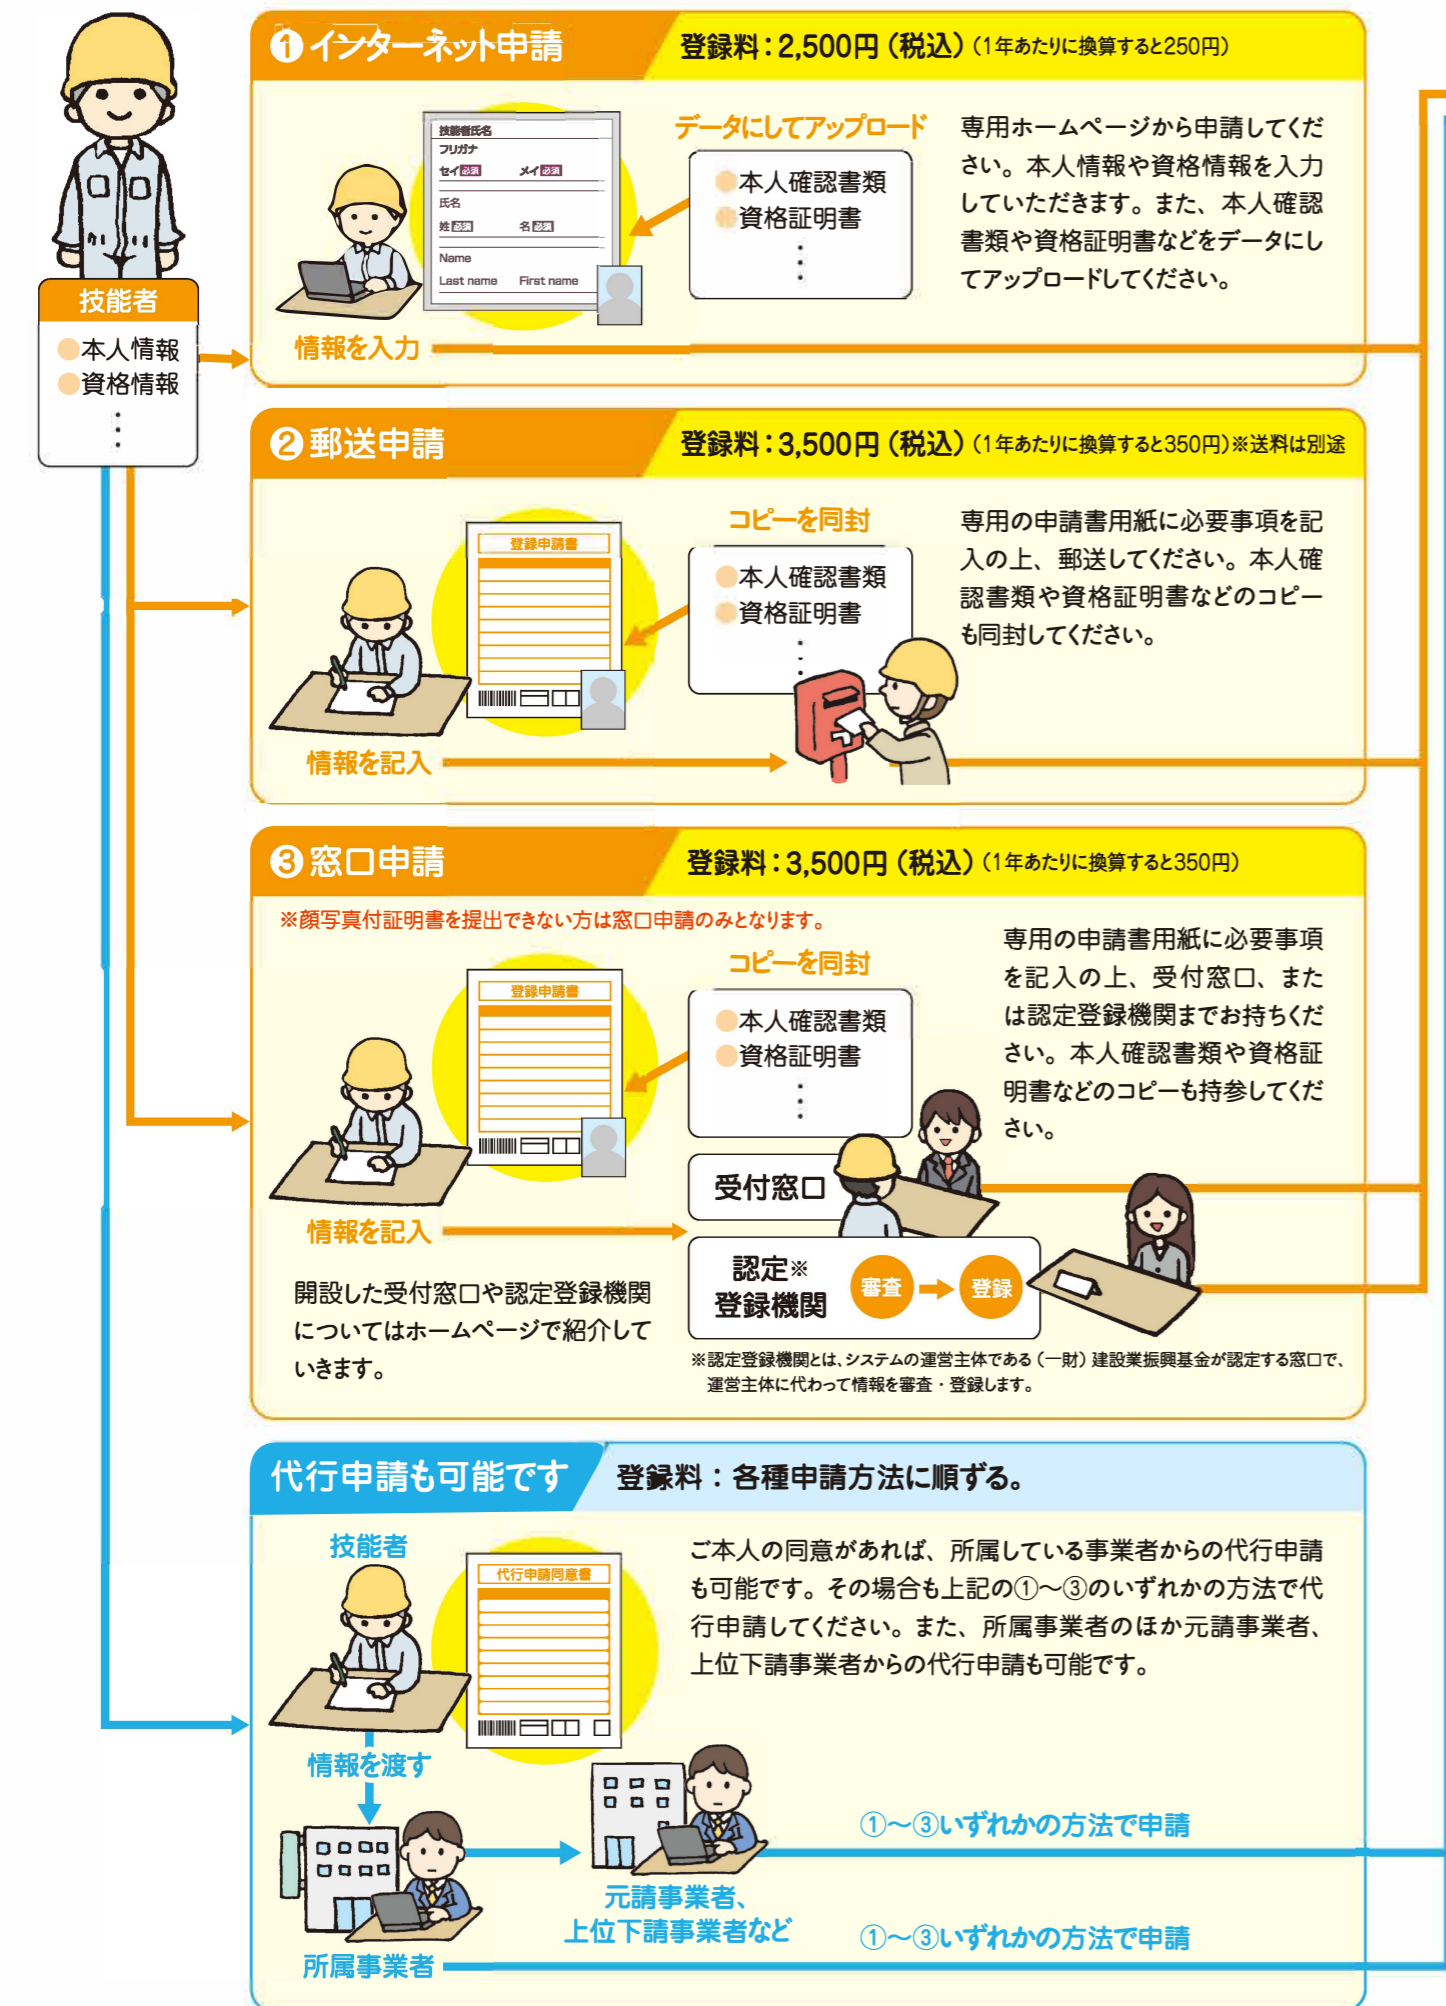 技能者
●本人情報
●資格情報
❶インターネット申請
登録料：2,500円（税込）（1年あたりに換算すると250円）
技能者氏名
フリガナ
セイ必須 メイ必須
氏名
姓必須 名必須
Name
Last name First name
情報を入力
データにしてアップロード
●本人確認書類
●資格証明書
専用ホームページから申請してくだ
さい。本人情報や資格情報を入力
していただきます。また、本人確認
書類や資格証明書などをデータにし
てアップロードしてください。
❷郵送申請
登録料：3,500円（税込）（1年あたりに換算すると350円）※送料は別途
登録申請書
情報を記入
コピーを同封
●本人確認書類
●資格証明書
専用の申請書用紙に必要事項を記
入の上、郵送してください。本人確
認書類や資格証明書などのコピー
も同封してください。
❸窓口申請
登録料：3,500円（税込）（1年あたりに換算すると350円）
※顔写真付証明書を提出できない方は窓口申請のみとなります。
登録申請書
情報を記入
コピーを同封
●本人確認書類
●資格証明書
専用の申請書用紙に必要事項
を記入の上、受付窓口、また
は認定登録機関までお持ちくだ
さい。本人確認書類や資格証
明書などのコピーも持参してくだ
さい。
受付窓口
認定※
登録機関
審査
登録
開設した受付窓口や認定登録機関
についてはホームページで紹介して
いきます。
※認定登録機関とは、システムの運営主体である（一財）建設業振興基金が認定する窓口で、
運営主体に代わって情報を審査・登録します。
代行申請も可能です
登録料：各種申請方法に順ずる。
技能者
代行申請同意書
情報を渡す
ご本人の同意があれば、所属している事業者からの代行申請
も可能です。その場合も上記の①〜③のいずれかの方法で代
行申請してください。また、所属事業者のほか元請事業者、
上位下請事業者からの代行申請も可能です。
①〜③いずれかの方法で申請
元請事業者、
上位下請事業者など
①〜③いずれかの方法で申請
所属事業者